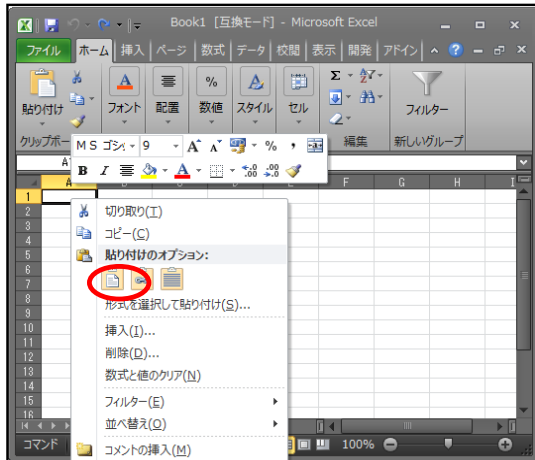 Book1 [互換モード] - Microsoft Excel
ファイル ホーム 挿入 ページ 数式 データ 校閲 表示 開発 アドイン
貼り付け フォント 配置 数値 スタイル セル フィルター
クリップボー 編集 新しいグループ
ＭＳ ゴシ 9 A A % ,
B I A .00
A
A E F G H I
1
2
3
4
5
6
7
8
9
10
11
12
13
14
15
16
切り取り(T)
コピー(C)
貼り付けのオプション:
形式を選択して貼り付け(S)...
挿入(I)...
削除(D)...
数式と値のクリア(N)
フィルター(E)
並べ替え(O)
コメントの挿入(M)
コマンド 100%